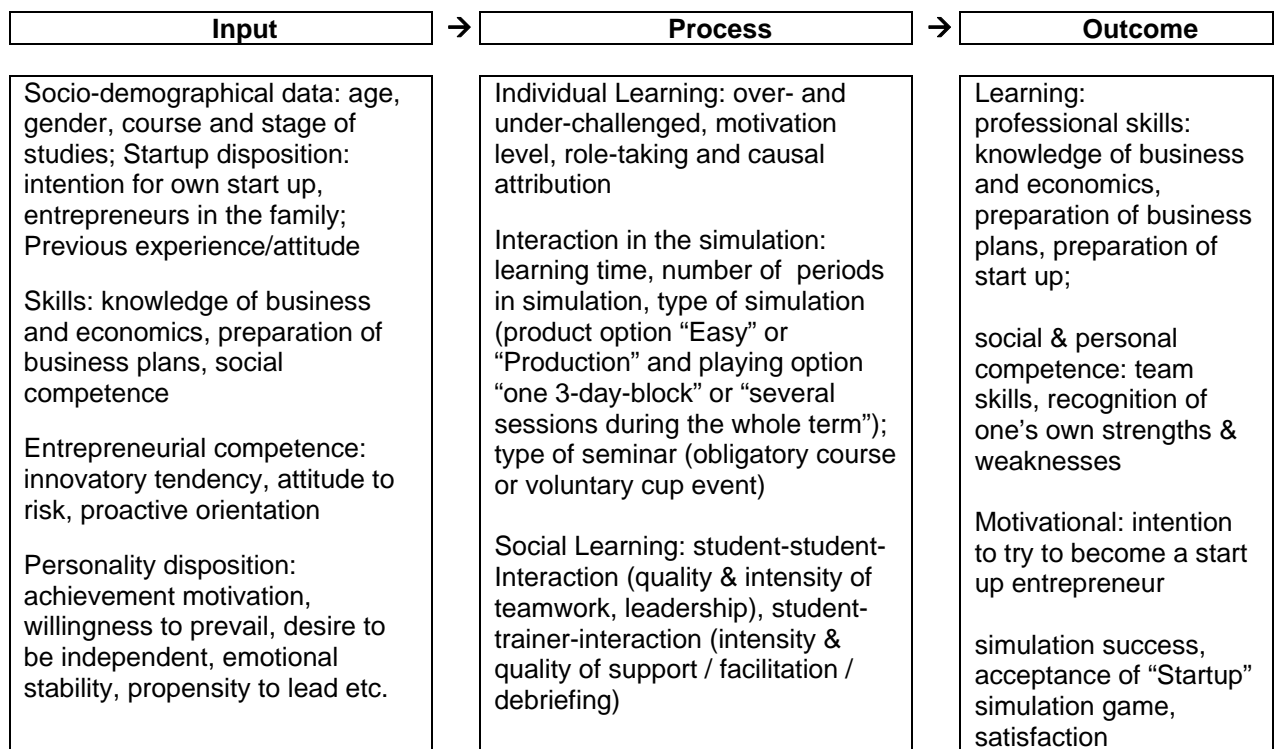 Input → Process → Outcome
Socio-demographical data: age,
gender, course and stage of
studies; Startup disposition:
intention for own start up,
entrepreneurs in the family;
Previous experience/attitude
Skills: knowledge of business
and economics, preparation of
business plans, social
competence
Entrepreneurial competence:
innovatory tendency, attitude to
risk, proactive orientation
Personality disposition:
achievement motivation,
willingness to prevail, desire to
be independent, emotional
stability, propensity to lead etc.
Individual Learning: over- and
under-challenged, motivation
level, role-taking and causal
attribution
Interaction in the simulation:
learning time, number of periods
in simulation, type of simulation
(product option “Easy” or
“Production” and playing option
“one 3-day-block” or “several
sessions during the whole term”);
type of seminar (obligatory course
or voluntary cup event)
Social Learning: student-student-
Interaction (quality & intensity of
teamwork, leadership), student-
trainer-interaction (intensity &
quality of support / facilitation /
debriefing)
Learning:
professional skills:
knowledge of business
and economics,
preparation of business
plans, preparation of
start up;
social & personal
competence: team
skills, recognition of
one’s own strengths &
weaknesses
Motivational: intention
to try to become a start
up entrepreneur
simulation success,
acceptance of “Startup”
simulation game,
satisfaction